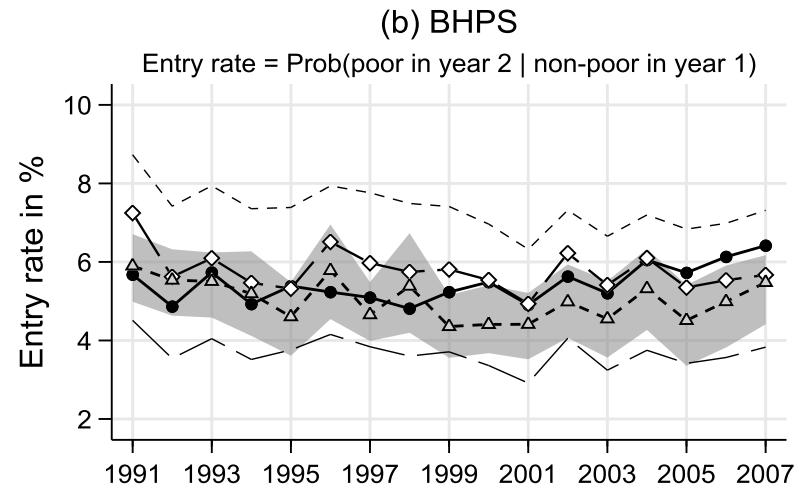 (b) BHPS
Entry rate = Prob(poor in year 2 | non-poor in year 1)
Entry rate in %
10
8
6
4
2
1991 1993 1995 1997 1999 2001 2003 2005 2007